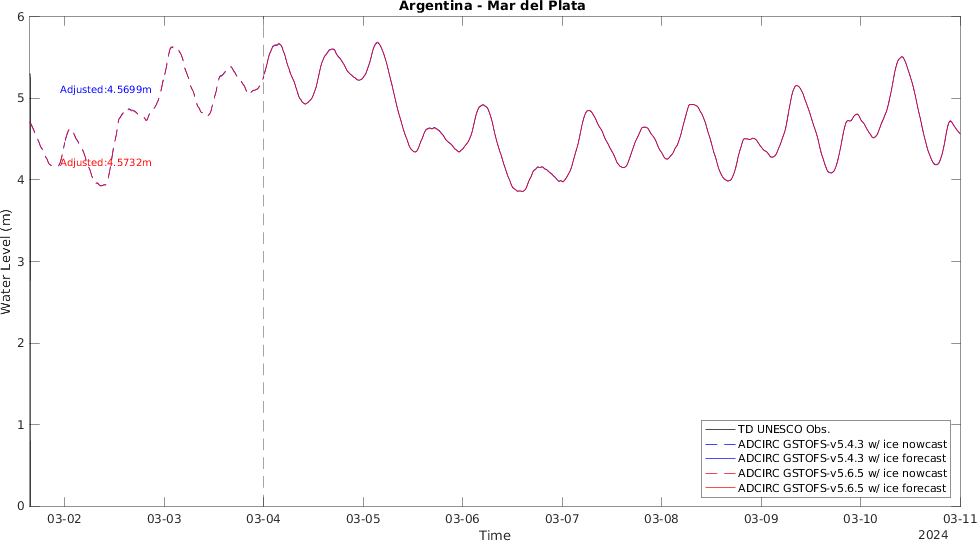 Argentina - Mar del Plata
6
5
4
3
2
1
0
Water Level (m)
Adjusted:4.5699m
Adjusted:4.5732m
TD UNESCO Obs.
ADCIRC GSTOFS-v5.4.3 w/ ice nowcast
ADCIRC GSTOFS-v5.4.3 w/ ice forecast
ADCIRC GSTOFS-v5.6.5 w/ ice nowcast
ADCIRC GSTOFS-v5.6.5 w/ ice forecast
03-02 03-03 03-04 03-05 03-06 03-07 03-08 03-09 03-10 03-11
Time
2024